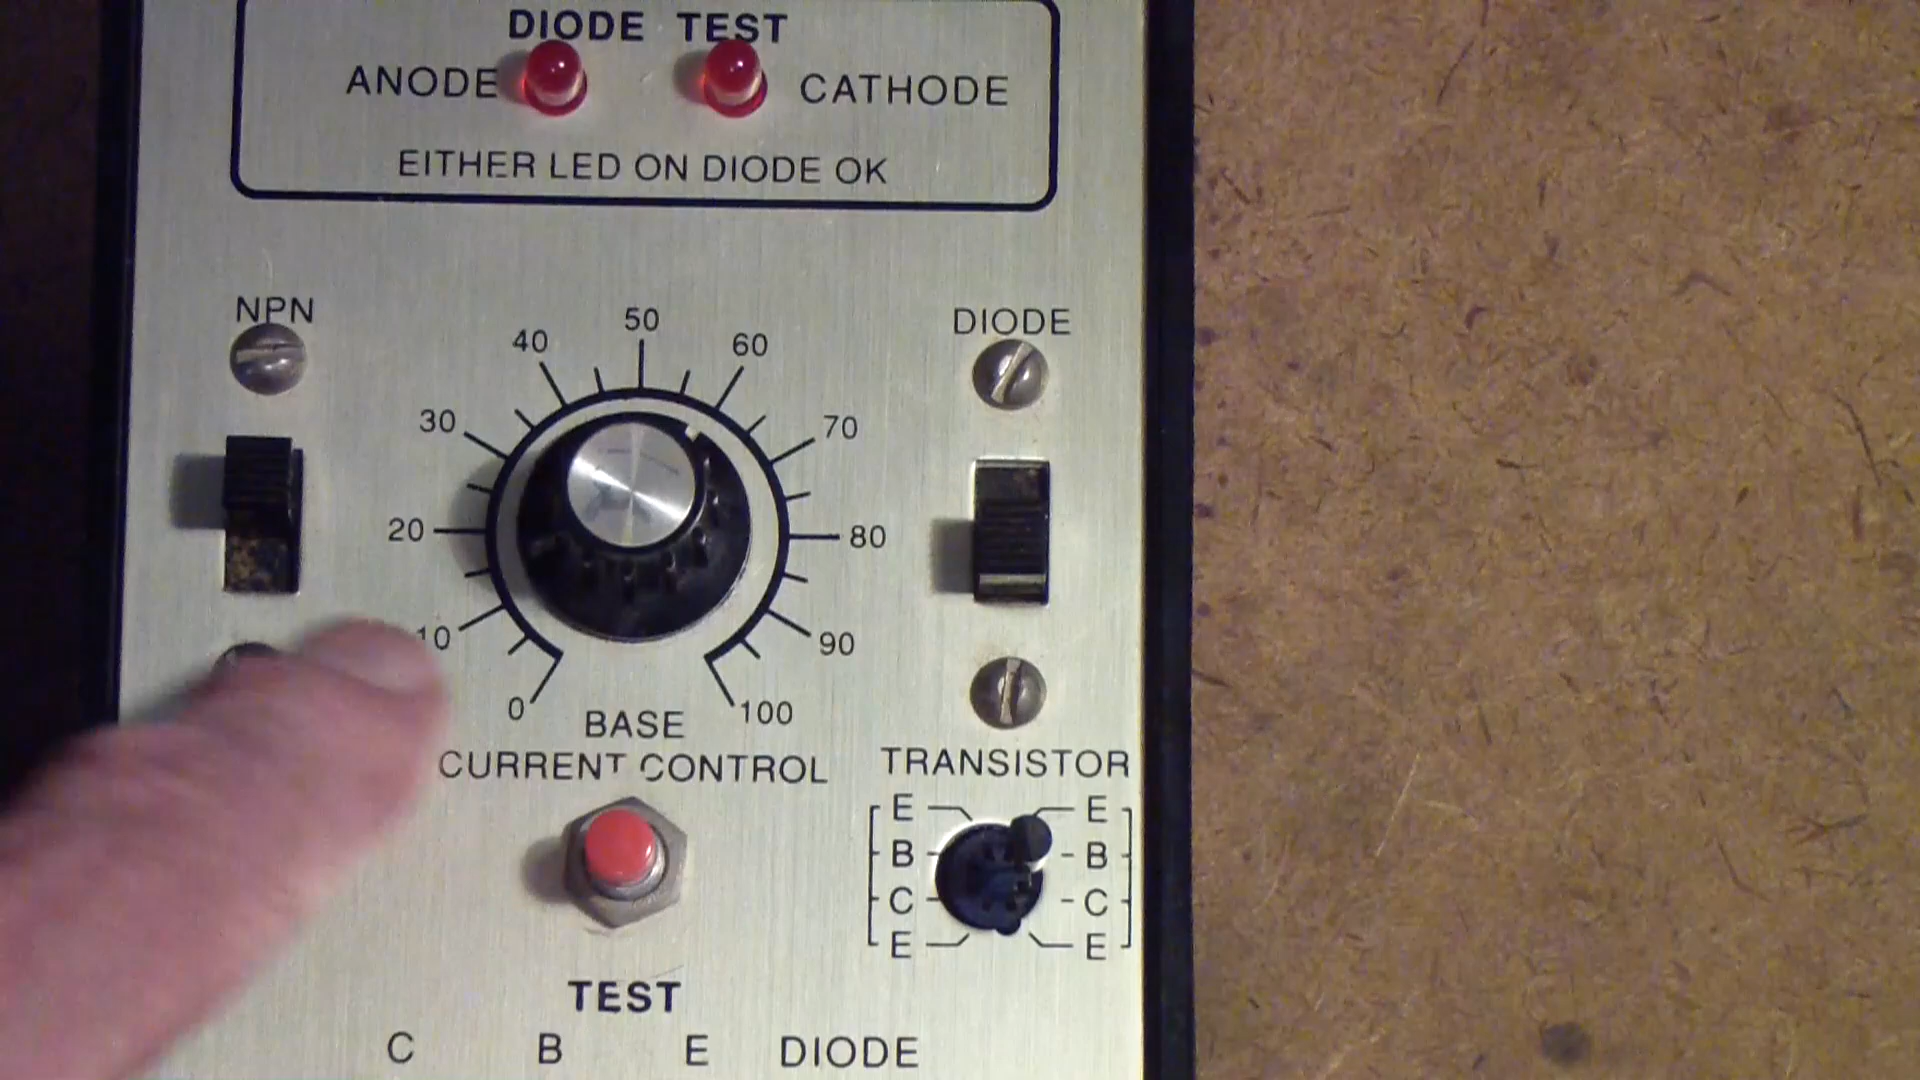 DIODE TEST
ANODE
CATHODE
EITHER LED ON DIODE OK
NPN
DIODE
50
40
60
30
70
20
80
10
90
0
100
BASE
CURRENT CONTROL
TRANSISTOR
E E
B B
C C
E E
TEST
C B E DIODE